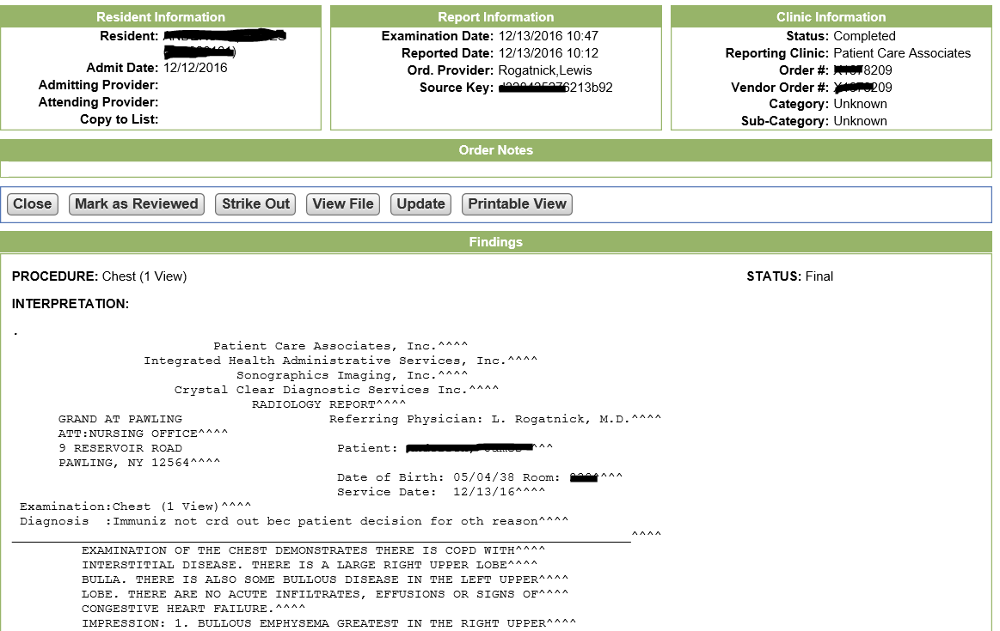 Resident Information
Resident:
Admit Date: 12/12/2016
Admitting Provider:
Attending Provider:
Copy to List:
Report Information
Examination Date: 12/13/2016 10:47
Reported Date: 12/13/2016 10:12
Ord. Provider: Rogatnick,Lewis
Source Key: 6213b92
Clinic Information
Status: Completed
Reporting Clinic: Patient Care Associates
Order #: 8209
Vendor Order #: 209
Category: Unknown
Sub-Category: Unknown
Order Notes
Close Mark as Reviewed Strike Out View File Update Printable View
Findings
PROCEDURE: Chest (1 View) STATUS: Final
INTERPRETATION:
.
Patient Care Associates, Inc.^^^^
Integrated Health Administrative Services, Inc.^^^^
Sonographics Imaging, Inc.^^^^
Crystal Clear Diagnostic Services Inc.^^^^
RADIOLOGY REPORT^^^^
GRAND AT PAWLING Referring Physician: L. Rogatnick, M.D.^^^^
ATT:NURSING OFFICE^^^^
9 RESERVOIR ROAD Patient: ^^^
PAWLING, NY 12564^^^^
Date of Birth: 05/04/38 Room: ^^^^
Service Date: 12/13/16^^^^
Examination:Chest (1 View)^^^^
Diagnosis :Immuniz not crd out bec patient decision for oth reason^^^^
^^^^
EXAMINATION OF THE CHEST DEMONSTRATES THERE IS COPD WITH^^^^
INTERSTITIAL DISEASE. THERE IS A LARGE RIGHT UPPER LOBE^^^^
BULLA. THERE IS ALSO SOME BULLOUS DISEASE IN THE LEFT UPPER^^^^
LOBE. THERE ARE NO ACUTE INFILTRATES, EFFUSIONS OR SIGNS OF^^^^
CONGESTIVE HEART FAILURE.^^^^
IMPRESSION: 1. BULLOUS EMPHYSEMA GREATEST IN THE RIGHT UPPER^^^^